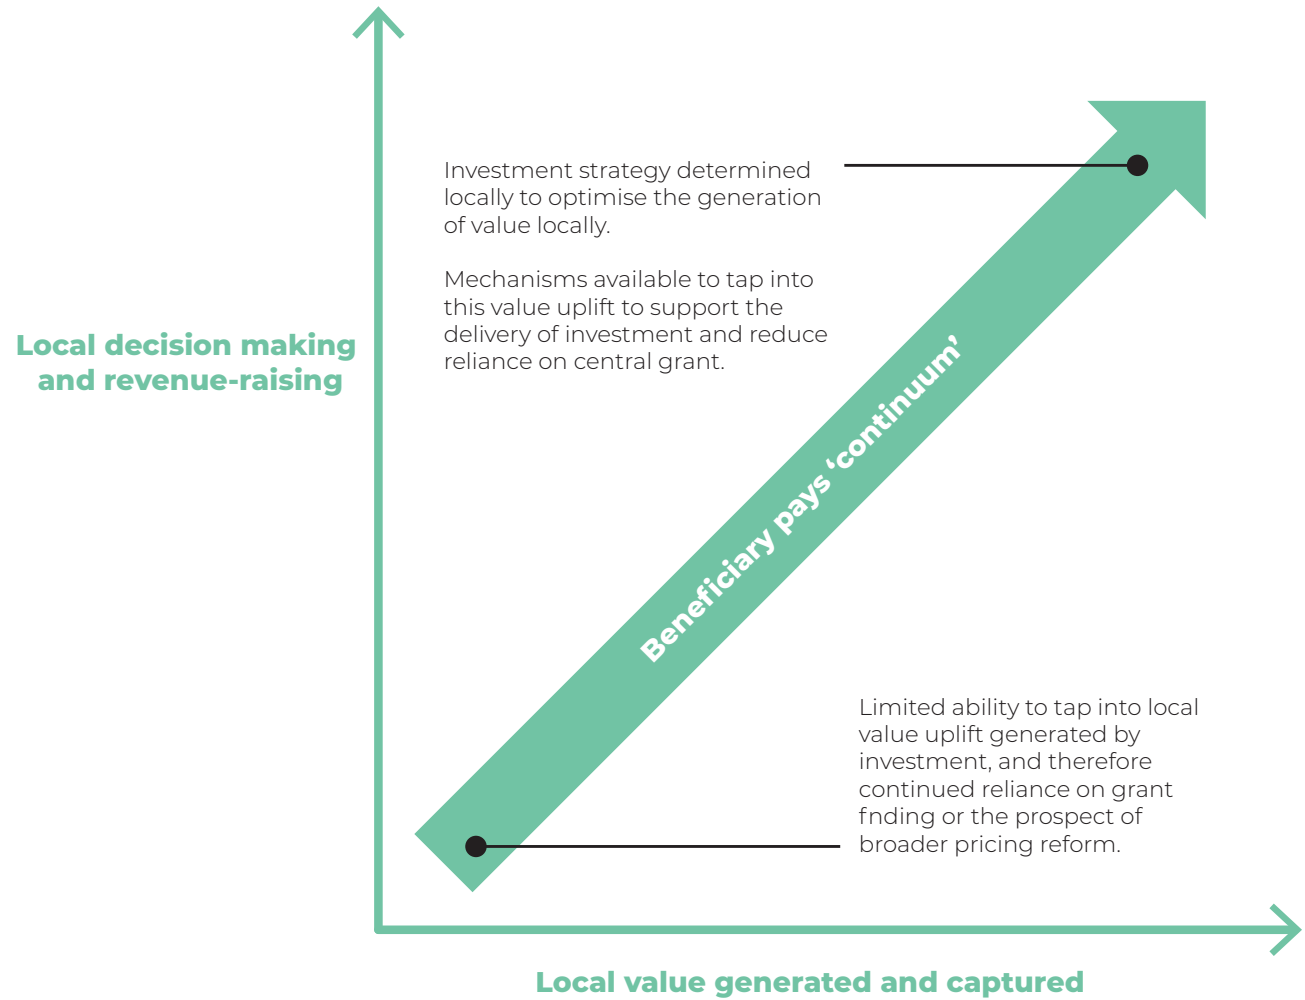 Investment strategy determined
locally to optimise the generation
of value locally.
Mechanisms available to tap into
this value uplift to support the
delivery of investment and reduce
reliance on central grant.
Local decision making
and revenue-raising
Beneficiary pays ‘continuum’
Limited ability to tap into local
value uplift generated by
investment, and therefore
continued reliance on grant
fnding or the prospect of
broader pricing reform.
Local value generated and captured